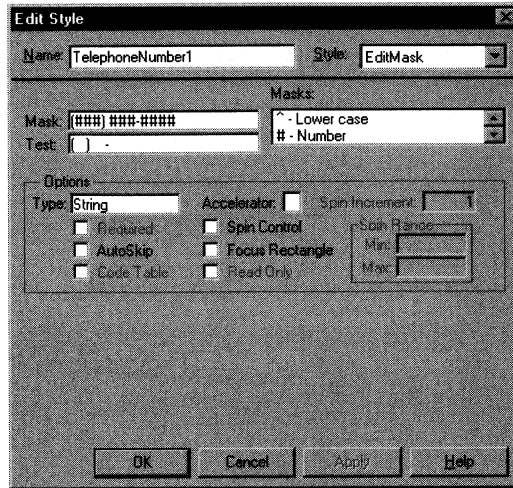 Edit Style
Name: TelephoneNumber1 Style: EditMask
Masks:
Mask: (###) ###-#### ^ - Lower case
Test: ( ) - # - Number
Options
Type: String Accelerator: Spin Increment: 1
Required Spin Control Spin Range
AutoSkip Focus Rectangle Min:
Code Table Read Only Max:
OK Cancel Apply Help